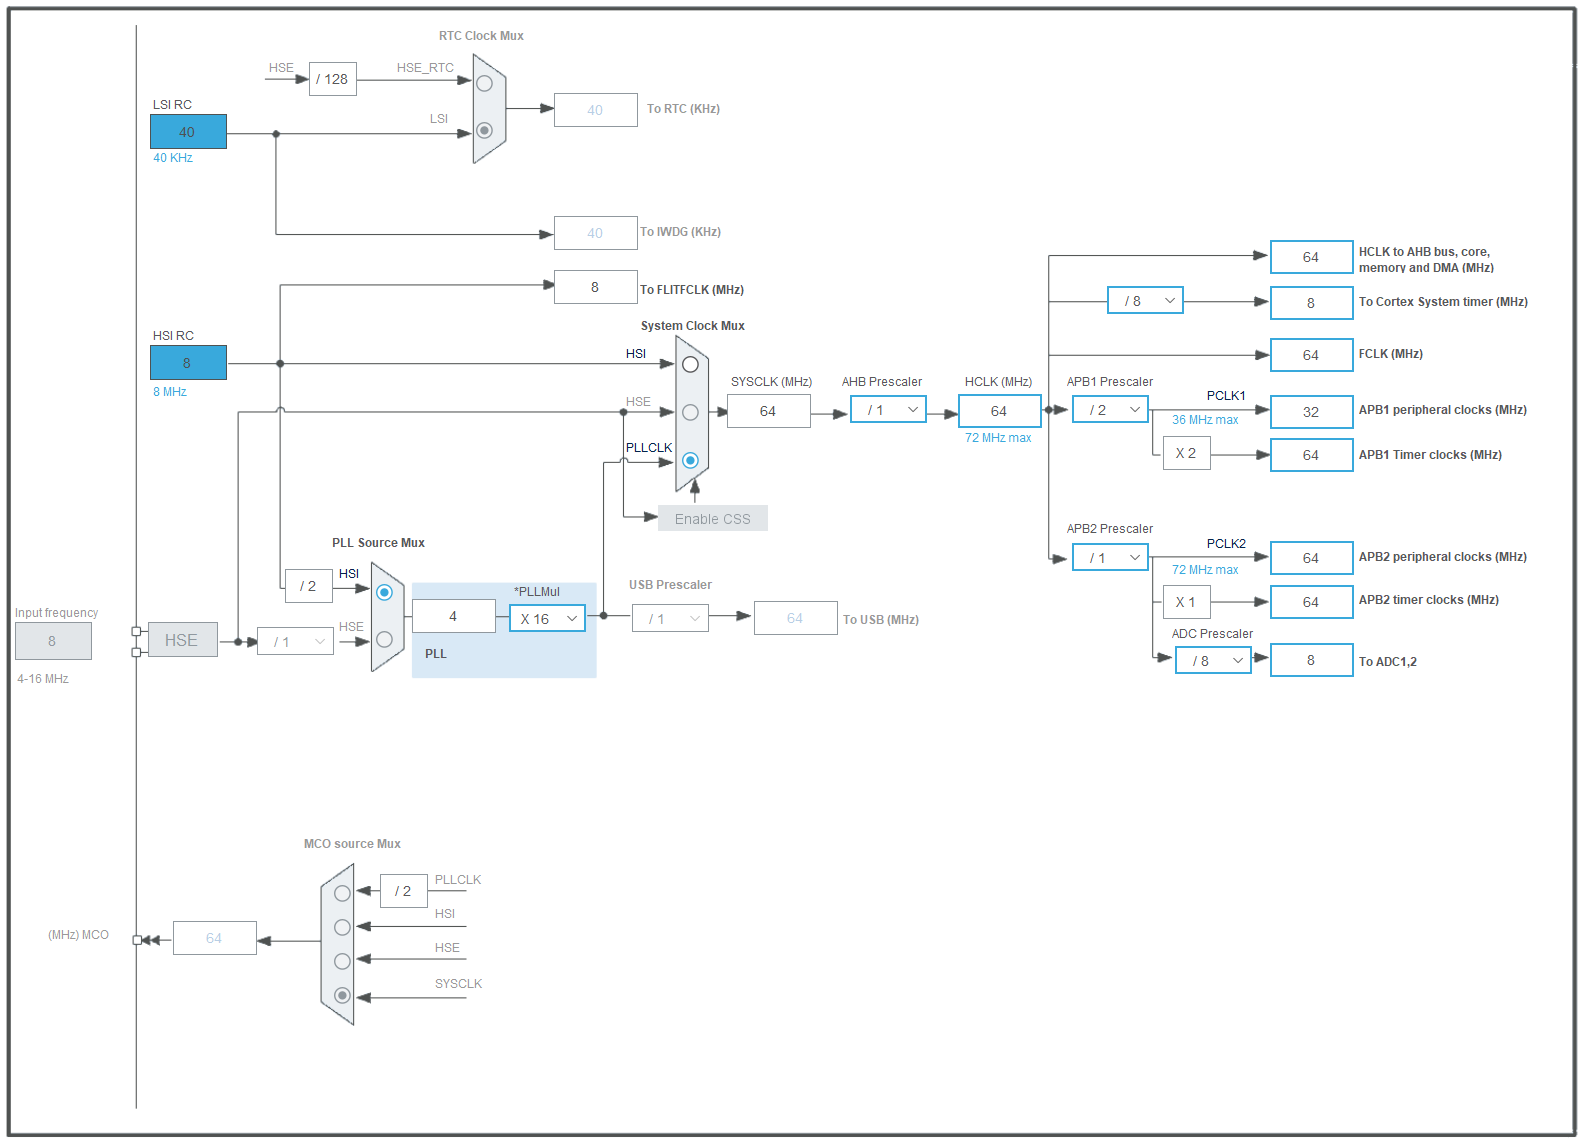 RTC Clock Mux
HSE
/ 128
HSE_RTC
LSI RC
40
40 KHz
LSI
40
To RTC (KHz)
40
To IWDG (KHz)
8
To FLITFCLK (MHz)
HSI RC
8
8 MHz
System Clock Mux
HSI
HSE
PLLCLK
Enable CSS
SYSCLK (MHz)
64
AHB Prescaler
/ 1
HCLK (MHz)
64
72 MHz max
64
HCLK to AHB bus, core,
memory and DMA (MHz)
/ 8
8
To Cortex System timer (MHz)
64
FCLK (MHz)
APB1 Prescaler
/ 2
PCLK1
36 MHz max
32
APB1 peripheral clocks (MHz)
X 2
64
APB1 Timer clocks (MHz)
APB2 Prescaler
/ 1
PCLK2
72 MHz max
64
APB2 peripheral clocks (MHz)
X 1
64
APB2 timer clocks (MHz)
ADC Prescaler
/ 8
8
To ADC1,2
PLL Source Mux
/ 2
HSI
Input frequency
8
4-16 MHz
HSE
/ 1
HSE
4
*PLLMul
X 16
PLL
USB Prescaler
/ 1
64
To USB (MHz)
MCO source Mux
PLLCLK
/ 2
HSI
HSE
SYSCLK
(MHz) MCO
64